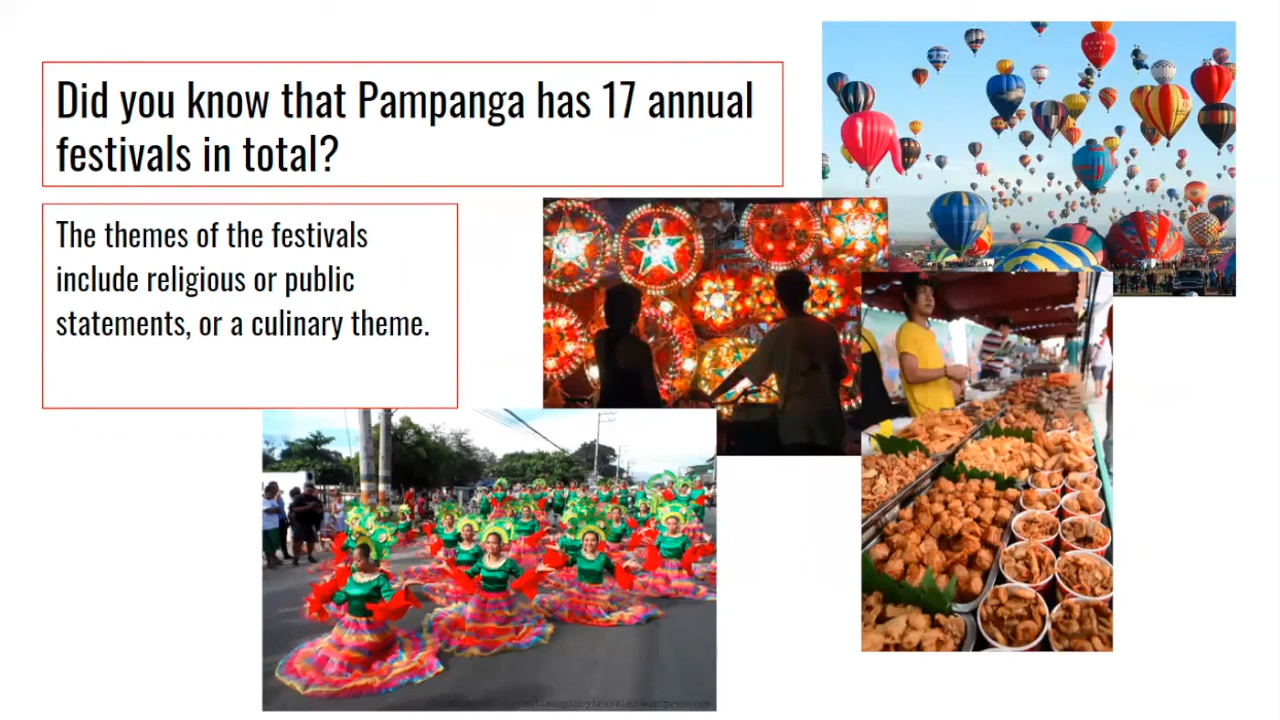 Did you know that Pampanga has 17 annual
festivals in total?
The themes of the festivals
include religious or public
statements, or a culinary theme.